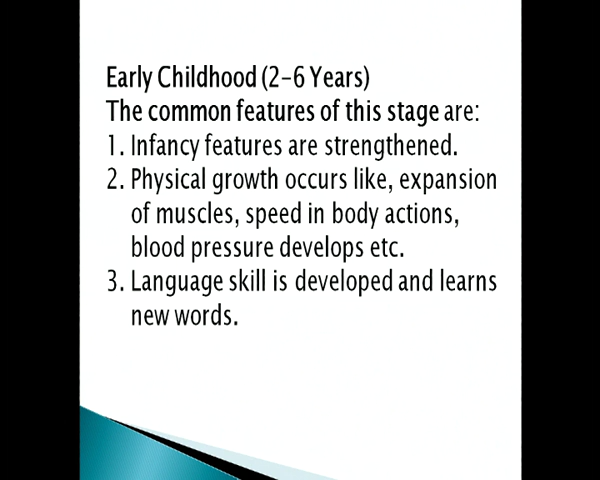 Early Childhood (2-6 Years)
The common features of this stage are:
1. Infancy features are strengthened.
2. Physical growth occurs like, expansion
of muscles, speed in body actions,
blood pressure develops etc.
3. Language skill is developed and learns
new words.